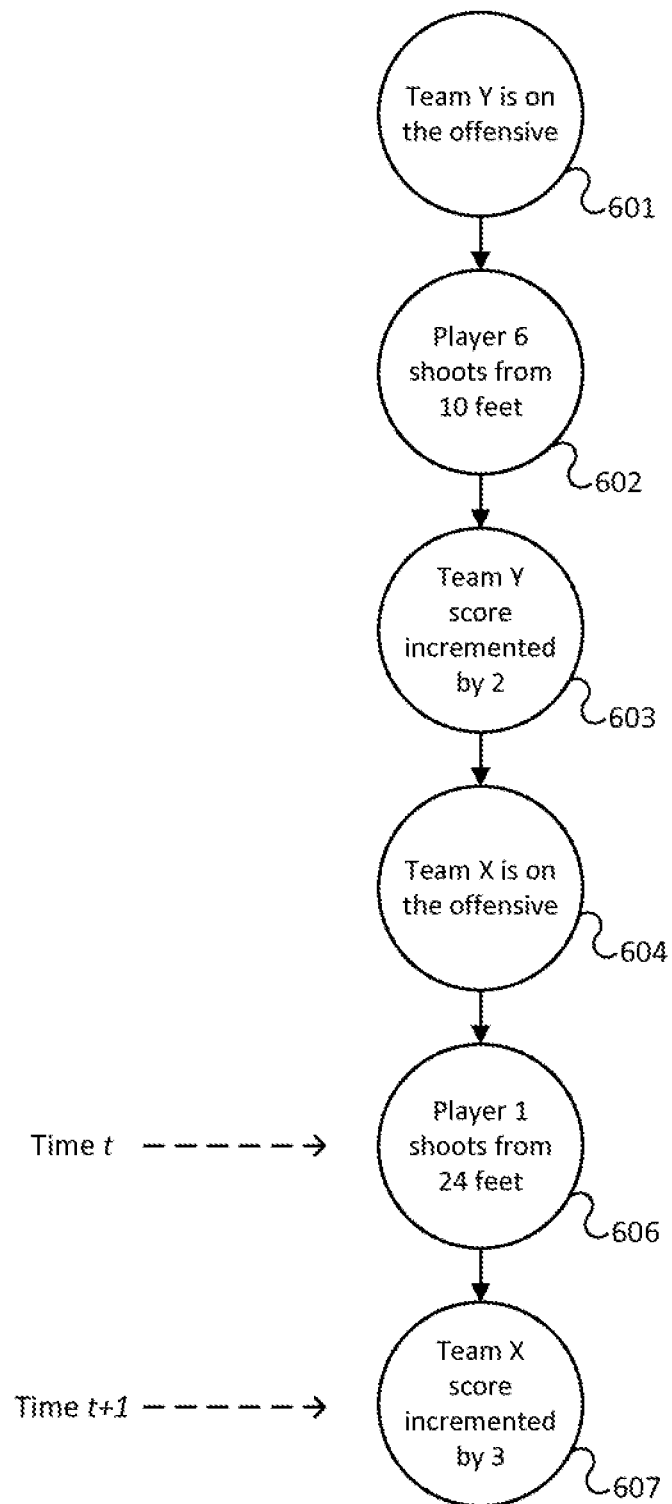 Team Y is on
the offensive
601
Player 6
shoots from
10 feet
602
Team Y
score
incremented
by 2
603
Team X is on
the offensive
604
Time t
Player 1
shoots from
24 feet
606
Time t+1
Team X
score
incremented
by 3
607